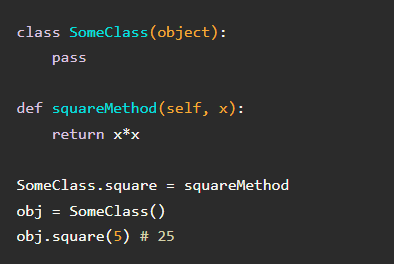 class SomeClass(object):
    pass

def squareMethod(self, x):
    return x*x

SomeClass.square = squareMethod
obj = SomeClass()
obj.square(5) # 25